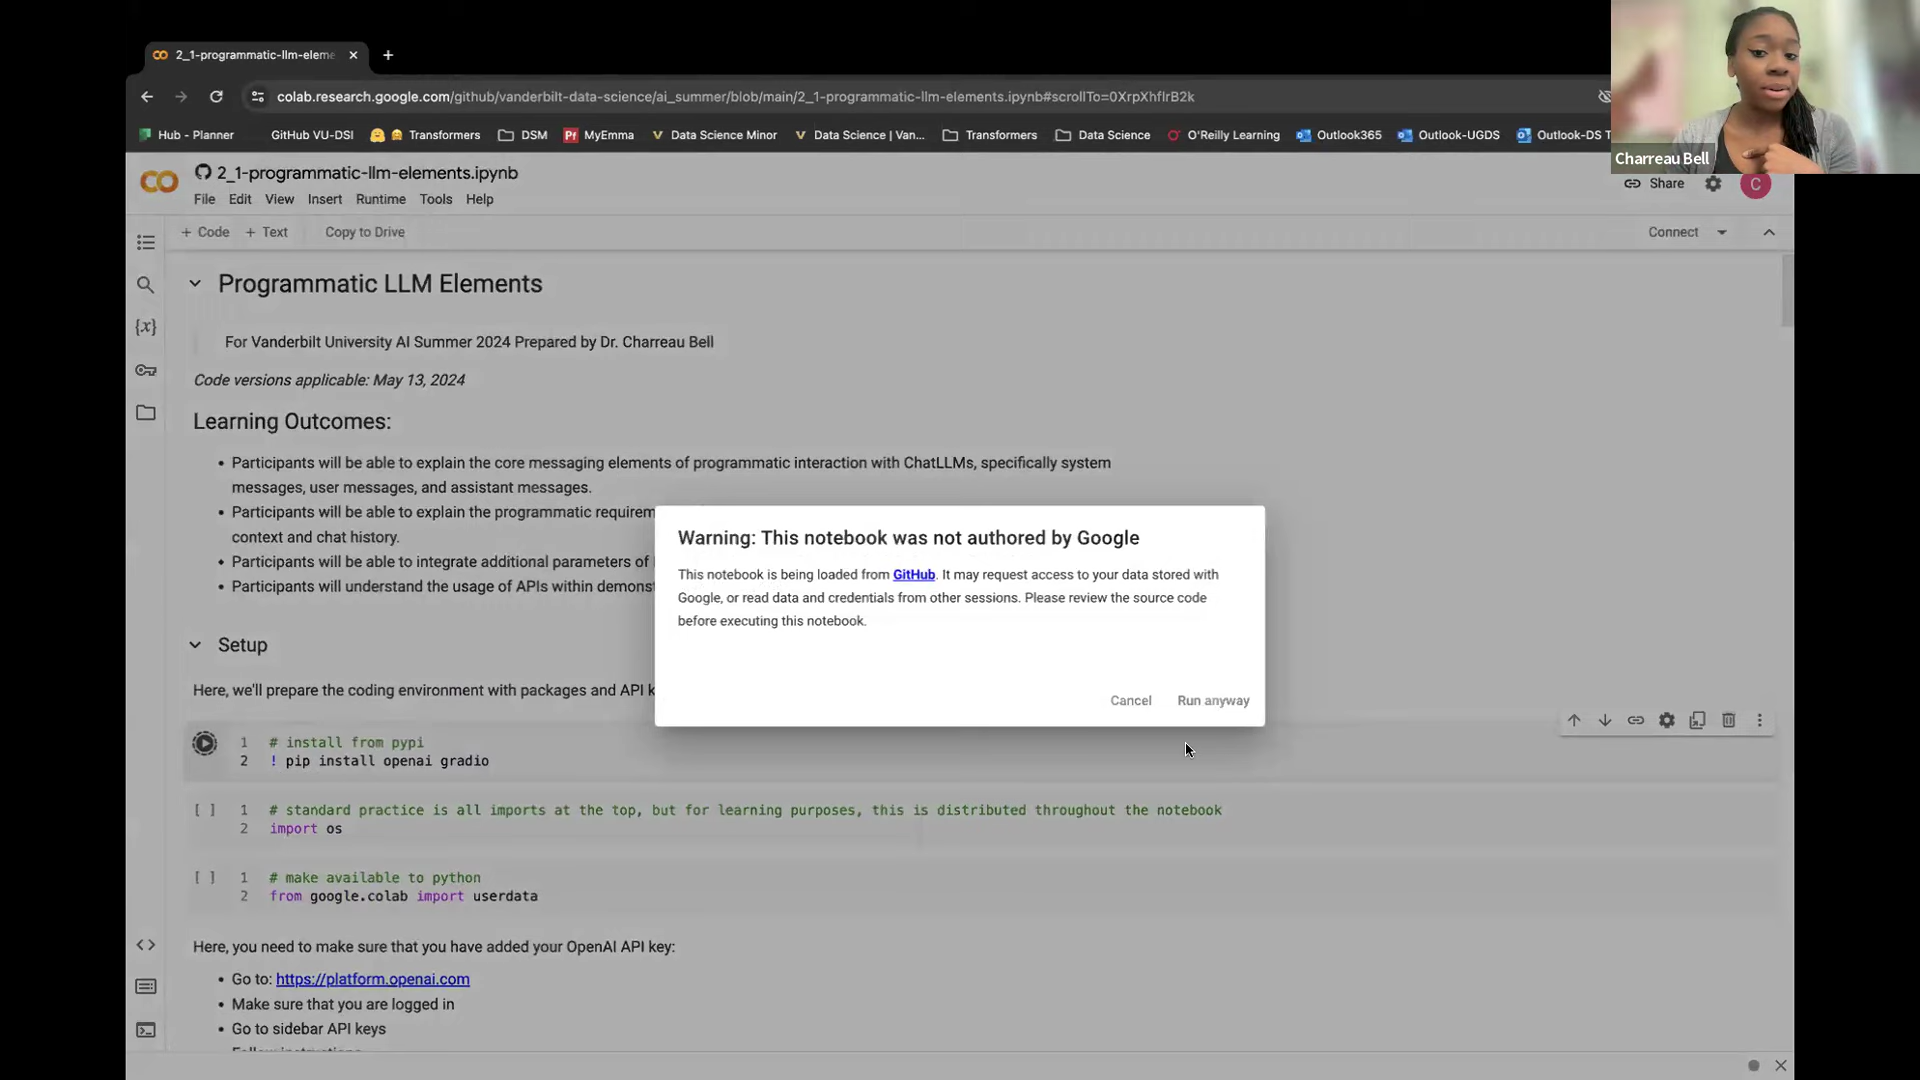 2_1-programmatic-llm-eleme
colab.research.google.com/github/vanderbilt-data-science/ai_summer/blob/main/2_1-programmatic-llm-elements.ipynb#scrollTo=0XrpXhfIrB2k
Hub - Planner GitHub VU-DSI Transformers DSM MyEmma Data Science Minor Data Science | Van... Transformers Data Science O'Reilly Learning Outlook365 Outlook-UGDS Outlook-DS T
Charreau Bell
2_1-programmatic-llm-elements.ipynb
File Edit View Insert Runtime Tools Help
Share
C
+ Code + Text Copy to Drive
Connect
Programmatic LLM Elements
For Vanderbilt University AI Summer 2024 Prepared by Dr. Charreau Bell
Code versions applicable: May 13, 2024
Learning Outcomes:
• Participants will be able to explain the core messaging elements of programmatic interaction with ChatLLMs, specifically system
messages, user messages, and assistant messages.
• Participants will be able to explain the programmatic requirem
context and chat history.
• Participants will be able to integrate additional parameters of
• Participants will understand the usage of APIs within demonst
Warning: This notebook was not authored by Google
This notebook is being loaded from GitHub. It may request access to your data stored with
Google, or read data and credentials from other sessions. Please review the source code
before executing this notebook.
Cancel Run anyway
Setup
Here, we'll prepare the coding environment with packages and API k
1 # install from pypi
2 ! pip install openai gradio
[ ] 1 # standard practice is all imports at the top, but for learning purposes, this is distributed throughout the notebook
2 import os
[ ] 1 # make available to python
2 from google.colab import userdata
Here, you need to make sure that you have added your OpenAI API key:
• Go to: https://platform.openai.com
• Make sure that you are logged in
• Go to sidebar API keys